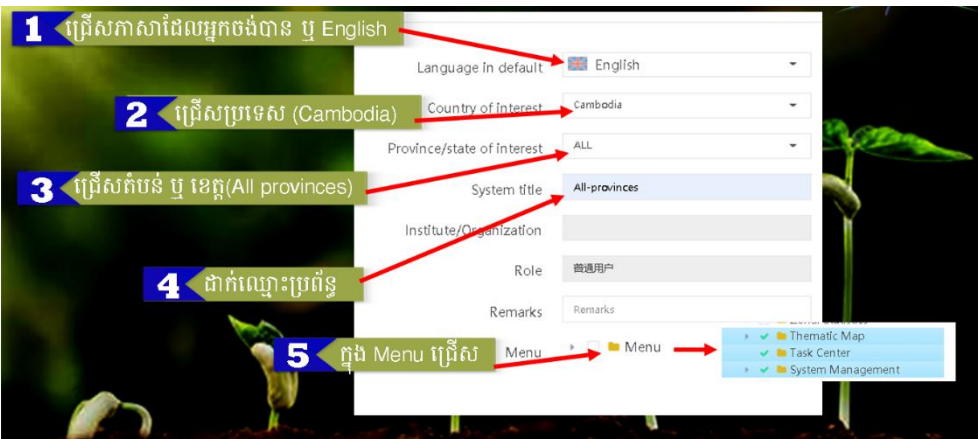 1 ជ្រើសភាសាដែលអ្នកចង់បាន ឬ English
Language in default English
2 ជ្រើសប្រទេស (Cambodia)
Country of interest Cambodia
Province/state of interest ALL
3 ជ្រើសតំបន់ ឬ ខេត្ត(All provinces)
System title All-provinces
Institute/Organization
4 ដាក់ឈ្មោះប្រព័ន្ធ
Role 普通用户
Remarks Remarks
5 ក្នុង Menu ជ្រើស
Menu Menu
Thematic Map
Task Center
System Management